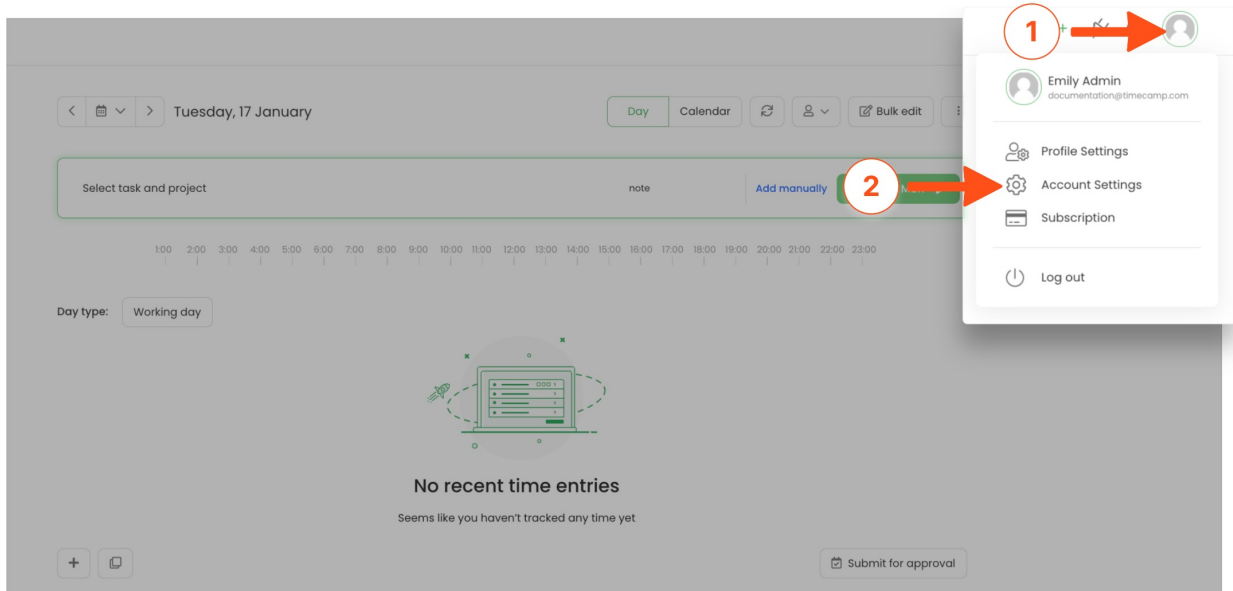 1
Emily Admin
documentation@timecamp.com
Tuesday, 17 January
Day Calendar Bulk edit
Profile Settings
Select task and project note Add manually 2
Account Settings
Subscription
1:00 2:00 3:00 4:00 5:00 6:00 7:00 8:00 9:00 10:00 11:00 12:00 13:00 14:00 15:00 16:00 17:00 18:00 19:00 20:00 21:00 22:00 23:00
Log out
Day type: Working day
No recent time entries
Seems like you haven't tracked any time yet
Submit for approval